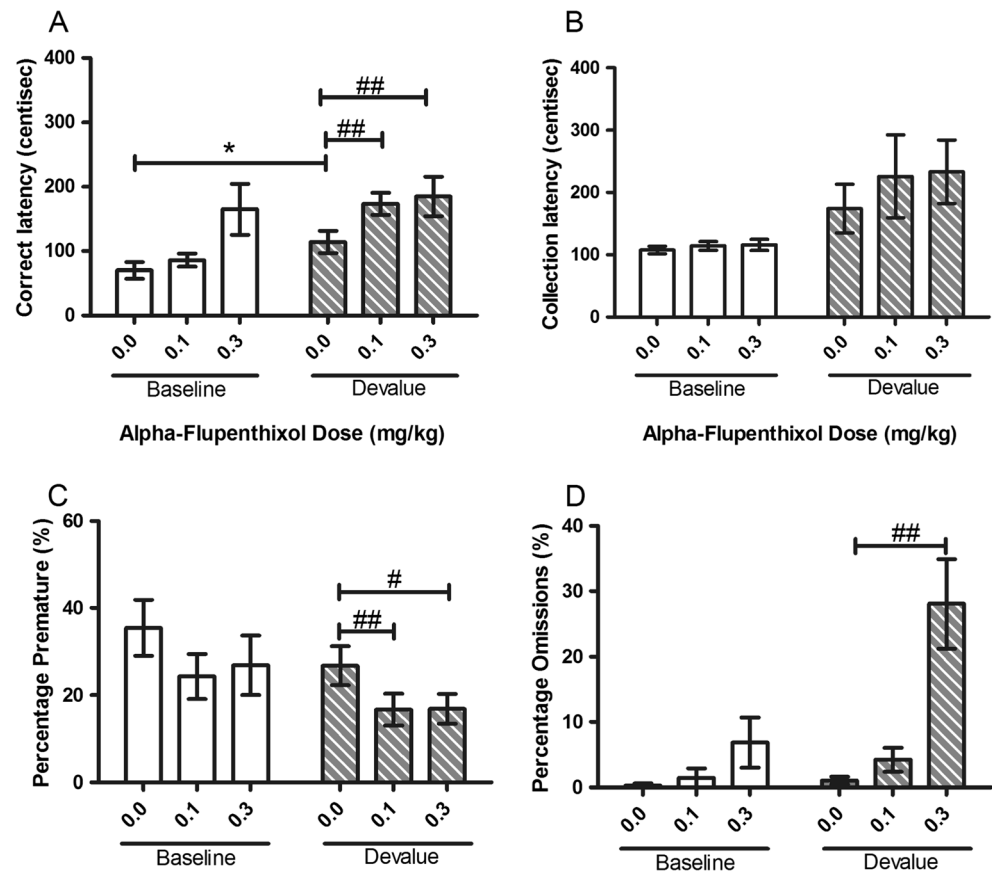 A
Correct latency (centisec)
400
300
200
100
0
*
##
##
0.0 0.1 0.3 0.0 0.1 0.3
Baseline Devalue
Alpha-Flupenthixol Dose (mg/kg)
B
Collection latency (centisec)
400
300
200
100
0
0.0 0.1 0.3 0.0 0.1 0.3
Baseline Devalue
Alpha-Flupenthixol Dose (mg/kg)
C
Percentage Premature (%)
60
40
20
0
#
##
0.0 0.1 0.3 0.0 0.1 0.3
Baseline Devalue
D
Percentage Omissions (%)
40
30
20
10
0
##
0.0 0.1 0.3 0.0 0.1 0.3
Baseline Devalue